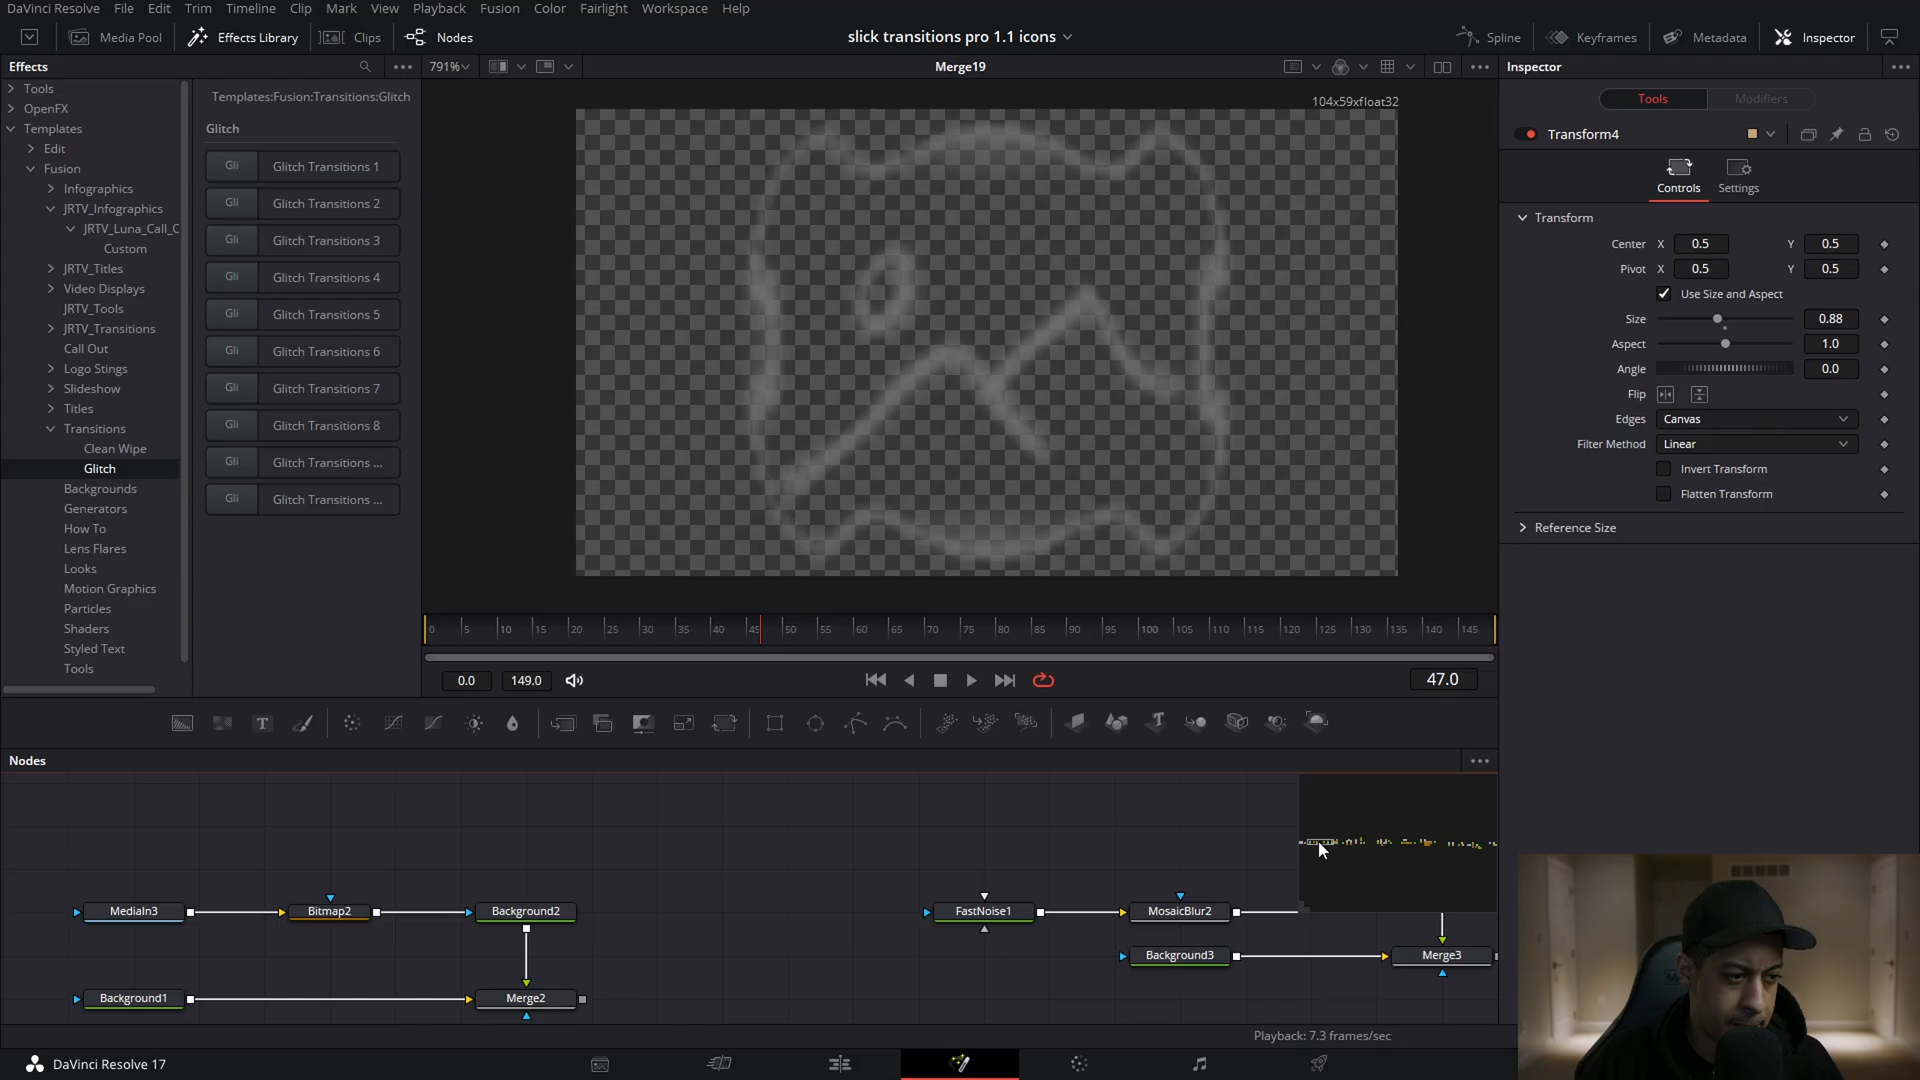 DaVinci Resolve File Edit Trim Timeline Clip Mark View Playback Fusion Color Fairlight Workspace Help
Media Pool Effects Library Clips Nodes slick transitions pro 1.1 icons Spline Keyframes Metadata Inspector
Effects
791%
Merge19
Inspector
Tools
OpenFX
Templates
Edit
Fusion
Infographics
JRTV_Infographics
JRTV_Luna_Call_C
Custom
JRTV_Titles
Video Displays
JRTV_Tools
JRTV_Transitions
Call Out
Logo Stings
Slideshow
Titles
Transitions
Clean Wipe
Glitch
Backgrounds
Generators
How To
Lens Flares
Looks
Motion Graphics
Particles
Shaders
Styled Text
Tools
Templates:Fusion:Transitions:Glitch
Glitch
Gli Glitch Transitions 1
Gli Glitch Transitions 2
Gli Glitch Transitions 3
Gli Glitch Transitions 4
Gli Glitch Transitions 5
Gli Glitch Transitions 6
Gli Glitch Transitions 7
Gli Glitch Transitions 8
Gli Glitch Transitions ...
Gli Glitch Transitions ...
104x59xfloat32
0 5 10 15 20 25 30 35 40 45 50 55 60 65 70 75 80 85 90 95 100 105 110 115 120 125 130 135 140 145
0.0 149.0 47.0
Tools Modifiers
Transform4
Controls Settings
Transform
Center X 0.5 Y 0.5
Pivot X 0.5 Y 0.5
Use Size and Aspect
Size 0.88
Aspect 1.0
Angle 0.0
Flip
Edges Canvas
Filter Method Linear
Invert Transform
Flatten Transform
Reference Size
T
Nodes
MediaIn3 Bitmap2 Background2 FastNoise1 MosaicBlur2
Background3 Merge3
Background1 Merge2
Playback: 7.3 frames/sec
DaVinci Resolve 17